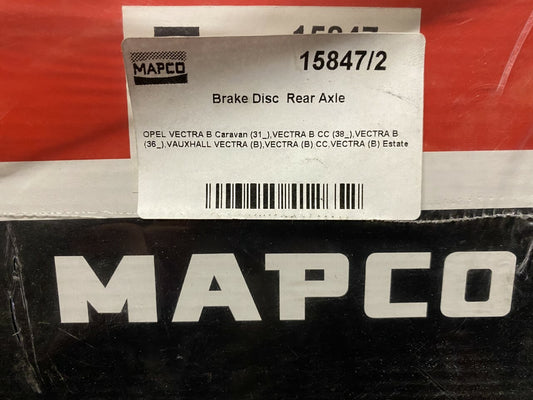 15847
MAPCO
15847/2
Brake Disc Rear Axle
OPEL VECTRA B Caravan (31_),VECTRA B CC (38_),VECTRA B
(36_),VAUXHALL VECTRA (B),VECTRA (B) CC,VECTRA (B) Estate
MAPCO